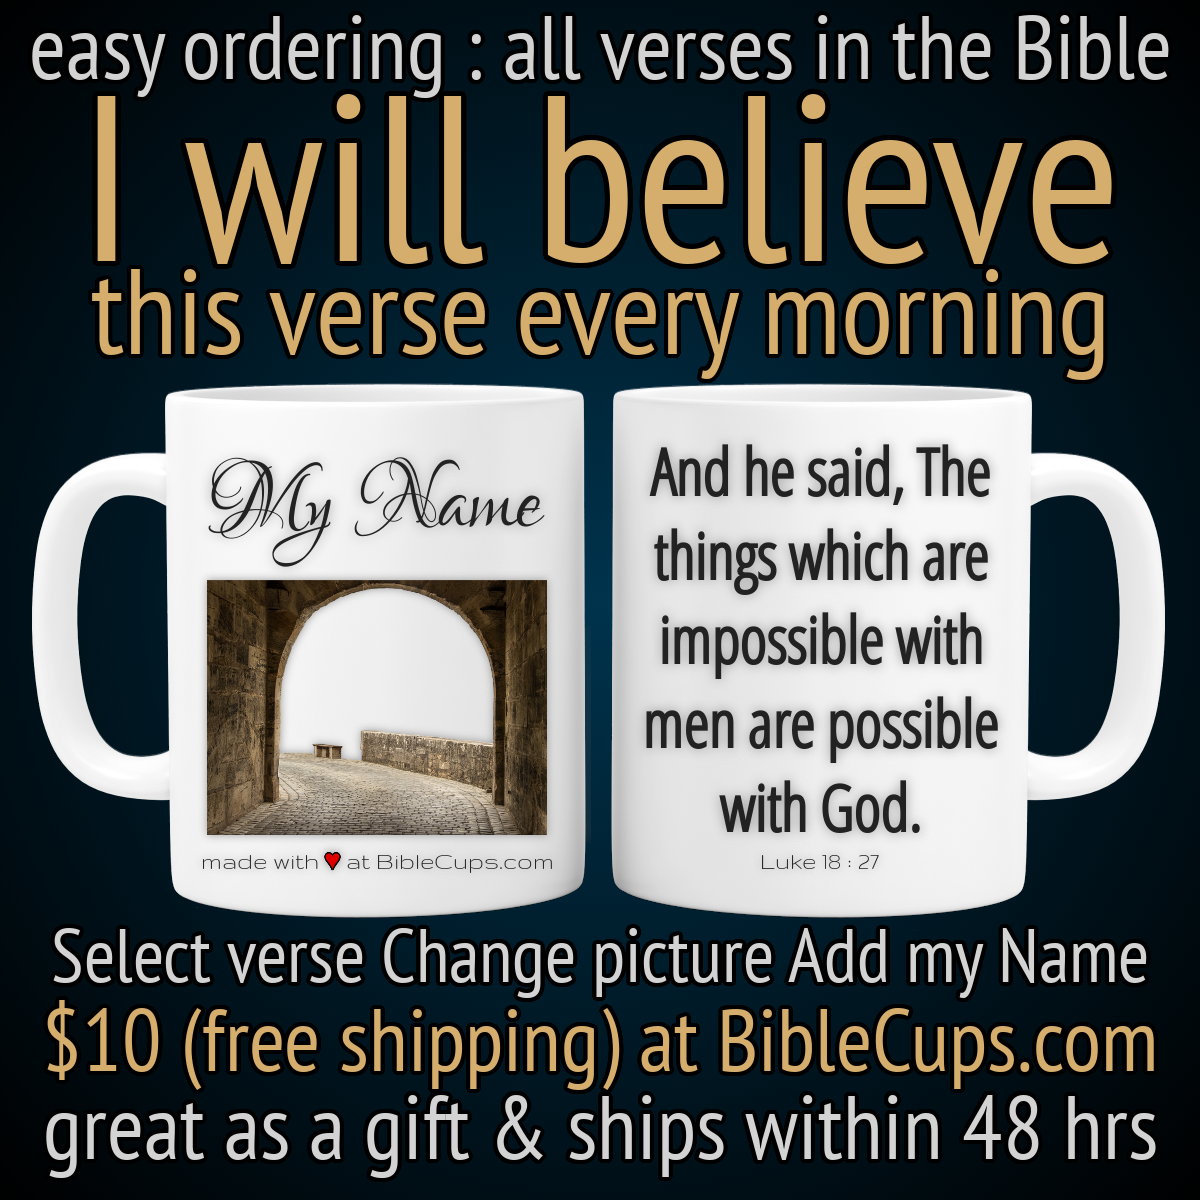 easy ordering : all verses in the Bible
I will believe
this verse every morning
My Name
made with ♥ at BibleCups.com
And he said, The
things which are
impossible with
men are possible
with God.
Luke 18 : 27
Select verse Change picture Add my Name
$10 (free shipping) at BibleCups.com
great as a gift & ships within 48 hrs